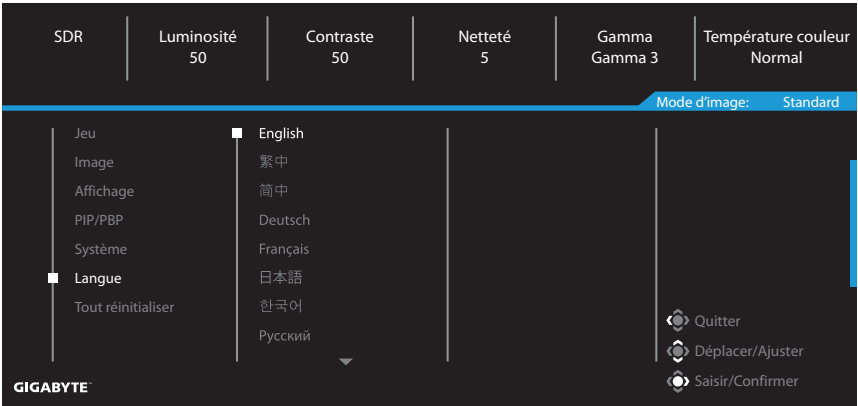 SDR
Luminosité
50
Contraste
50
Netteté
5
Gamma
Gamma 3
Température couleur
Normal
Mode d'image: Standard
Jeu
Image
Affichage
PIP/PBP
Système
Langue
Tout réinitialiser
English
繁中
简中
Deutsch
Français
日本語
한국어
Русский
Quitter
Déplacer/Ajuster
Saisir/Confirmer
GIGABYTE™